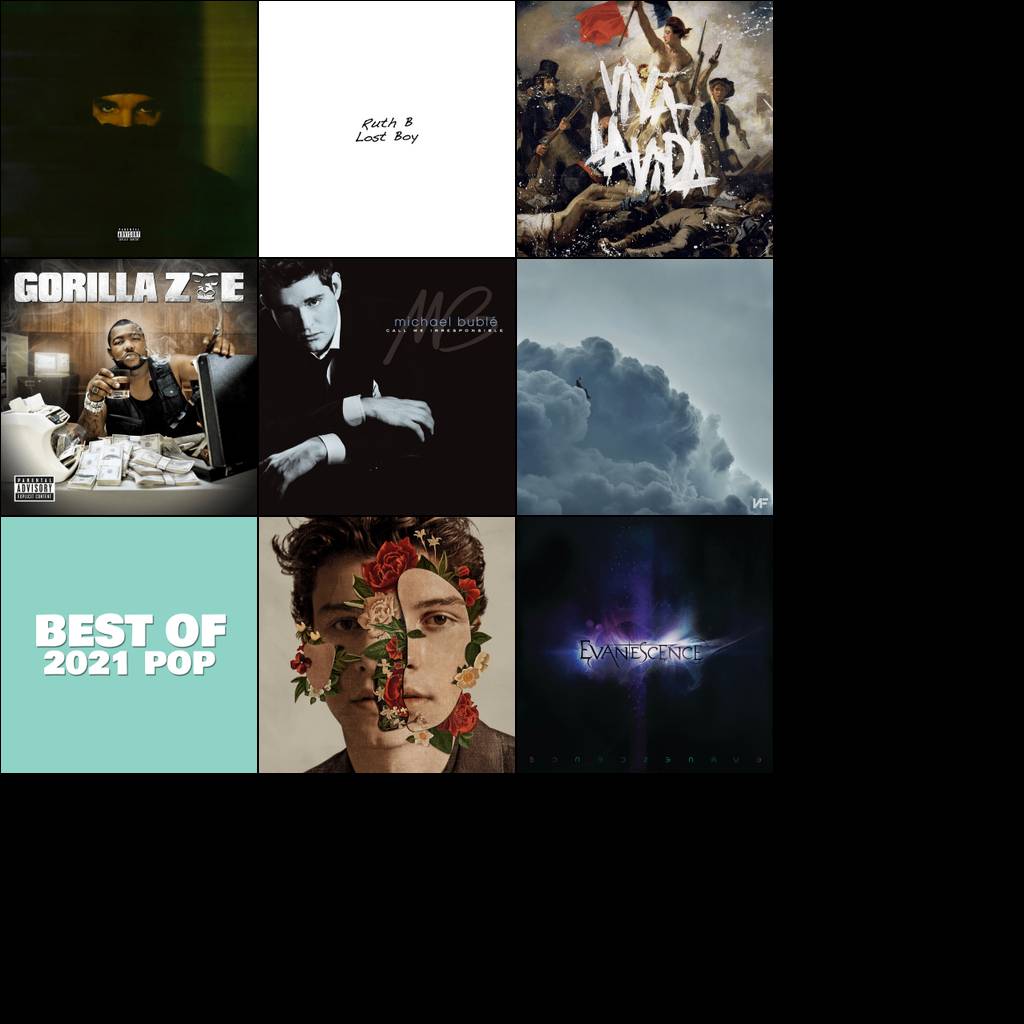 PARENTAL
ADVISORY
EXPLICIT CONTENT
Ruth B
Lost Boy
VIVA
LA VIDA
GORILLA ZOE
PARENTAL
ADVISORY
EXPLICIT CONTENT
MB
michael bublé
CALL ME IRRESPONSIBLE
NF
BEST OF
2021 POP
EVANESCENCE